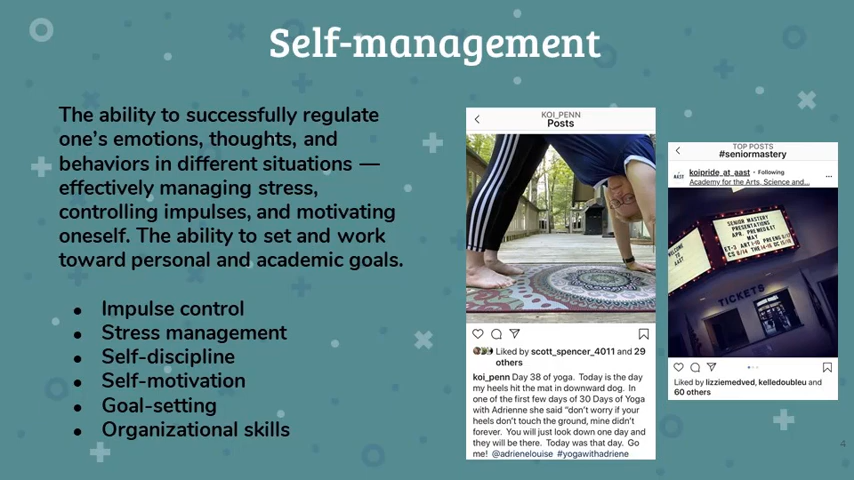 Self-management
The ability to successfully regulate
one's emotions, thoughts, and
behaviors in different situations —
effectively managing stress,
controlling impulses, and motivating
oneself. The ability to set and work
toward personal and academic goals.
● Impulse control
● Stress management
● Self-discipline
● Self-motivation
● Goal-setting
● Organizational skills
KOI_PENN
Posts
Liked by scott_spencer_4011 and 29
others
koi_penn Day 38 of yoga. Today is the day
my heels hit the mat in downward dog. In
one of the first few days of 30 Days of Yoga
with Adrienne she said "don't worry if your
heels don't touch the ground, mine didn't
forever. You will just look down one day and
they will be there. Today was that day. Go
me! @adrienelouise #yogawithadriene
TOP POSTS
#seniormastery
koipride_at_aast • Following
Academy for the Arts, Science and...
WELCOME
TO
AAST
SENIOR MASTERY
PRESENTATIONS
MAY
TICKETS
Liked by lizziemedved, kelledoubleu and
60 others
4